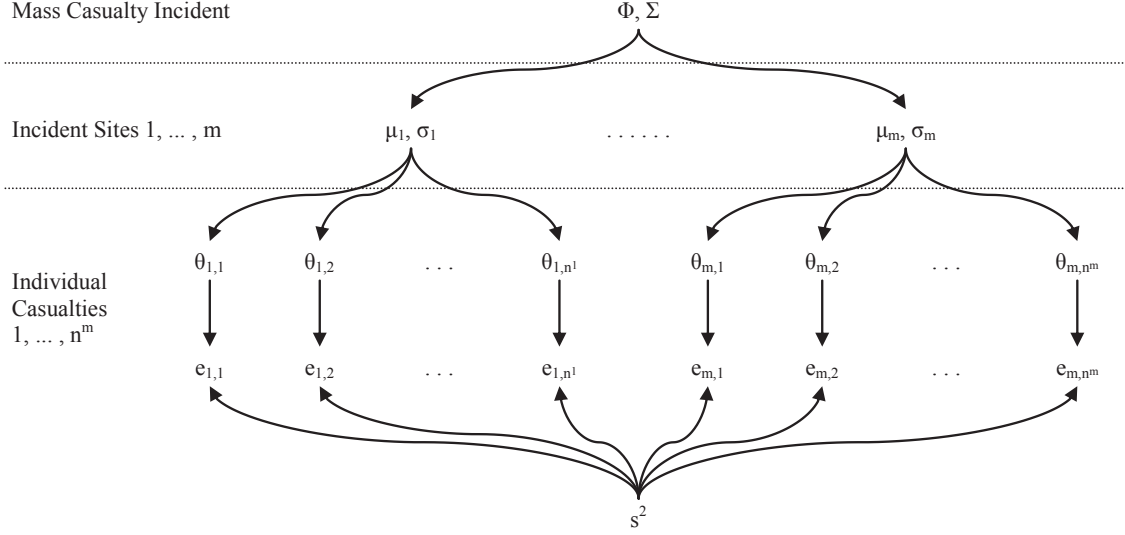 Mass Casualty Incident Φ, Σ
Incident Sites 1, ... , m μ₁, σ₁ . . . . . . μₘ, σₘ
θ₁,₁ θ₁,₂ . . . θ₁,n¹ θₘ,₁ θₘ,₂ . . . θₘ,nᵐ
Individual
Casualties
1, ... , nᵐ
e₁,₁ e₁,₂ . . . e₁,n¹ eₘ,₁ eₘ,₂ . . . eₘ,nᵐ
s²